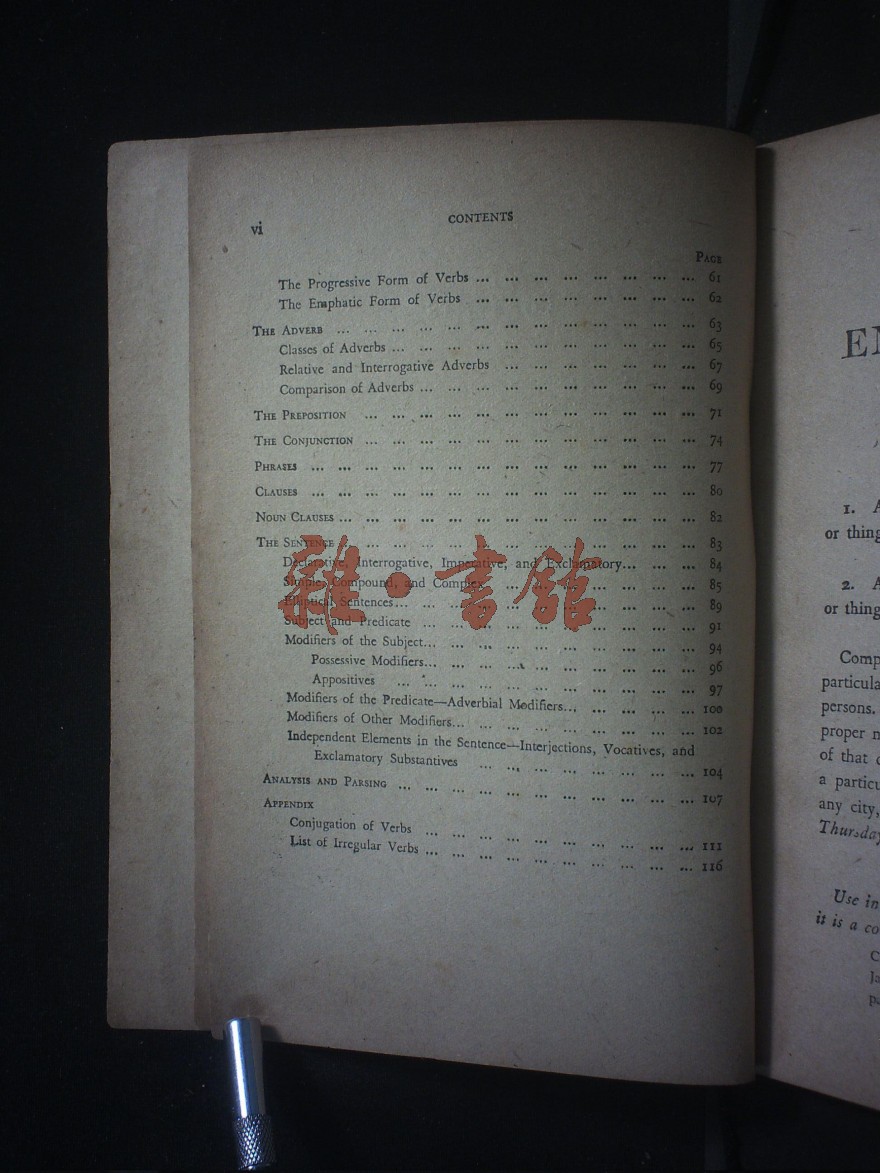 vi
CONTENTS
PAGE
The Progressive Form of Verbs ... ... ... ... ... ... ... ... 61
The Emphatic Form of Verbs ... ... ... ... ... ... ... ... 62
THE ADVERB ... ... ... ... ... ... ... ... ... ... ... ... ... 63
Classes of Adverbs ... ... ... ... ... ... ... ... ... ... ... 65
Relative and Interrogative Adverbs ... ... ... ... ... ... ... 67
Comparison of Adverbs ... ... ... ... ... ... ... ... ... ... 69
THE PREPOSITION ... ... ... ... ... ... ... ... ... ... ... ... 71
THE CONJUNCTION ... ... ... ... ... ... ... ... ... ... ... ... 74
PHRASES ... ... ... ... ... ... ... ... ... ... ... ... ... ... 77
CLAUSES ... ... ... ... ... ... ... ... ... ... ... ... ... ... 80
NOUN CLAUSES ... ... ... ... ... ... ... ... ... ... ... ... ... 82
THE SENTENCE ... ... ... ... ... ... ... ... ... ... ... ... ... 83
Declarative, Interrogative, Imperative, and Exclamatory... ... ... 84
Simple, Compound, and Complex ... ... ... ... ... ... ... ... 85
Elliptical Sentences... ... ... ... ... ... ... ... ... ... ... 89
Subject and Predicate ... ... ... ... ... ... ... ... ... ... 91
Modifiers of the Subject... ... ... ... ... ... ... ... ... ... 94
Possessive Modifiers... ... ... ... ... ... ... ... ... ... 96
Appositives ... ... ... ... ... ... ... ... ... ... ... 97
Modifiers of the Predicate—Adverbial Modifiers... ... ... ... ... 100
Modifiers of Other Modifiers... ... ... ... ... ... ... ... ... 102
Independent Elements in the Sentence—Interjections, Vocatives, and
Exclamatory Substantives ... ... ... ... ... ... ... ... 104
ANALYSIS AND PARSING ... ... ... ... ... ... ... ... ... ... ... 107
APPENDIX
Conjugation of Verbs ... ... ... ... ... ... ... ... ... ... 111
List of Irregular Verbs ... ... ... ... ... ... ... ... ... ... 116
雜·書館
1. A
or thing
2. A
or thing
Comp
particula
persons.
proper n
of that c
a particu
any city,
Thursday
Use in
it is a co